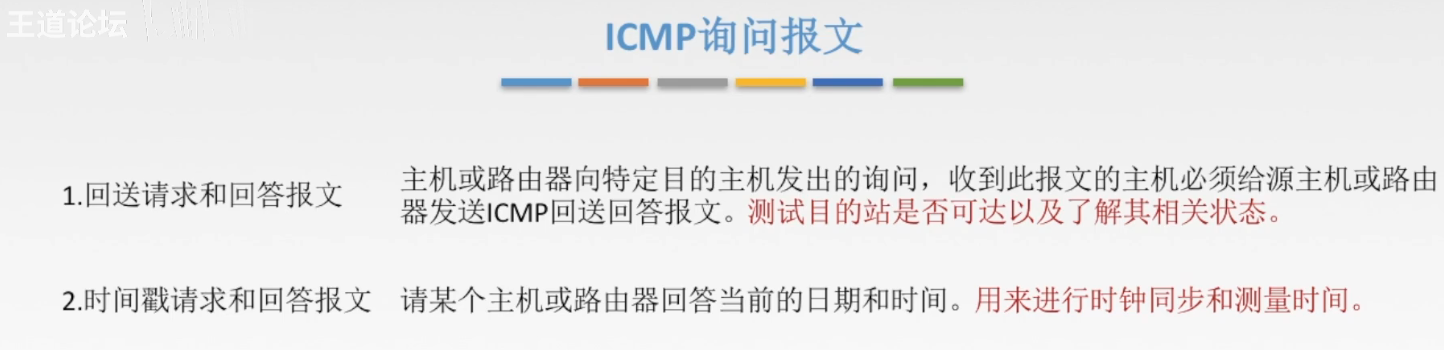 王道论坛
ICMP询问报文
1.回送请求和回答报文
主机或路由器向特定目的主机发出的询问，收到此报文的主机必须给源主机或路由
器发送ICMP回送回答报文。测试目的站是否可达以及了解其相关状态。
2.时间戳请求和回答报文
请某个主机或路由器回答当前的日期和时间。用来进行时钟同步和测量时间。